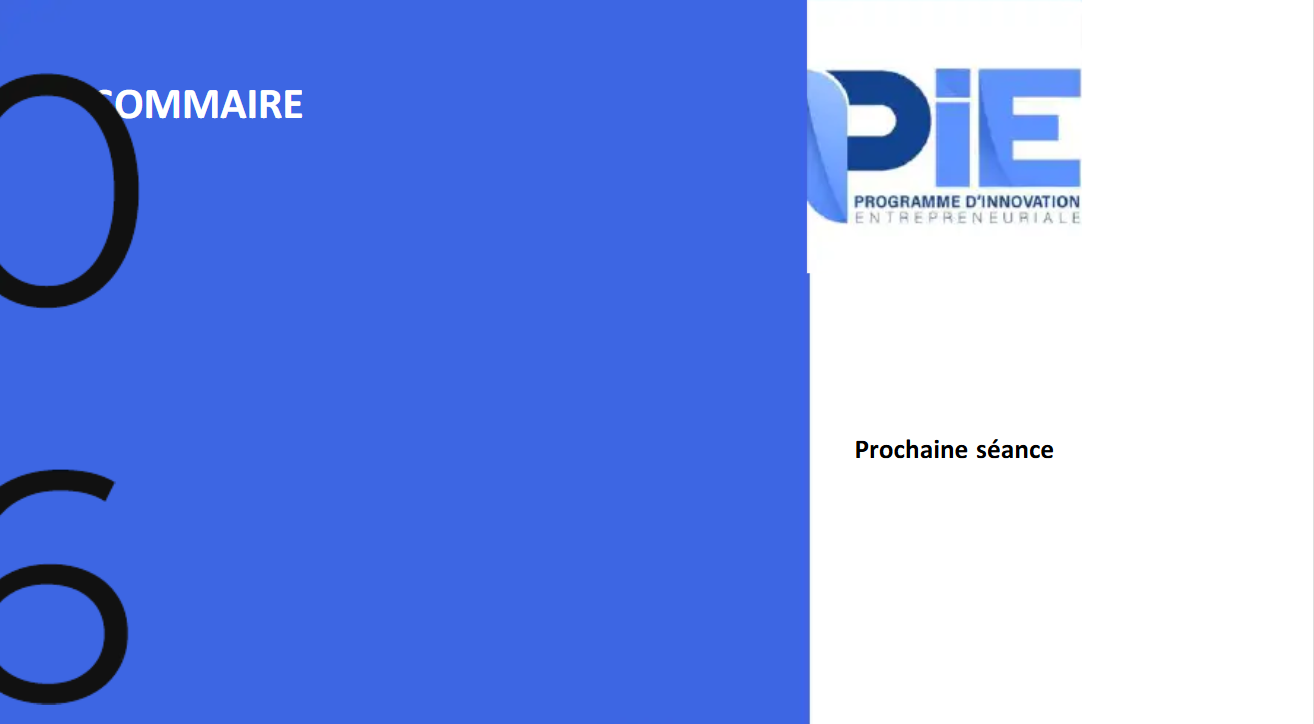 SOMMAIRE
0
6
PiE
PROGRAMME D'INNOVATION
ENTREPRENEURIALE
Prochaine séance